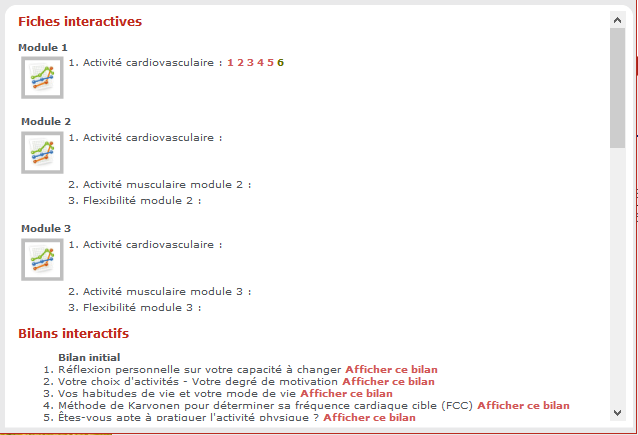 Fiches interactives
Module 1
1. Activité cardiovasculaire : 1 2 3 4 5 6
Module 2
1. Activité cardiovasculaire :
2. Activité musculaire module 2 :
3. Flexibilité module 2 :
Module 3
1. Activité cardiovasculaire :
2. Activité musculaire module 3 :
3. Flexibilité module 3 :
Bilans interactifs
Bilan initial
1. Réflexion personnelle sur votre capacité à changer Afficher ce bilan
2. Votre choix d'activités - Votre degré de motivation Afficher ce bilan
3. Vos habitudes de vie et votre mode de vie Afficher ce bilan
4. Méthode de Karvonen pour déterminer sa fréquence cardiaque cible (FCC) Afficher ce bilan
5. Êtes-vous apte à pratiquer l'activité physique ? Afficher ce bilan